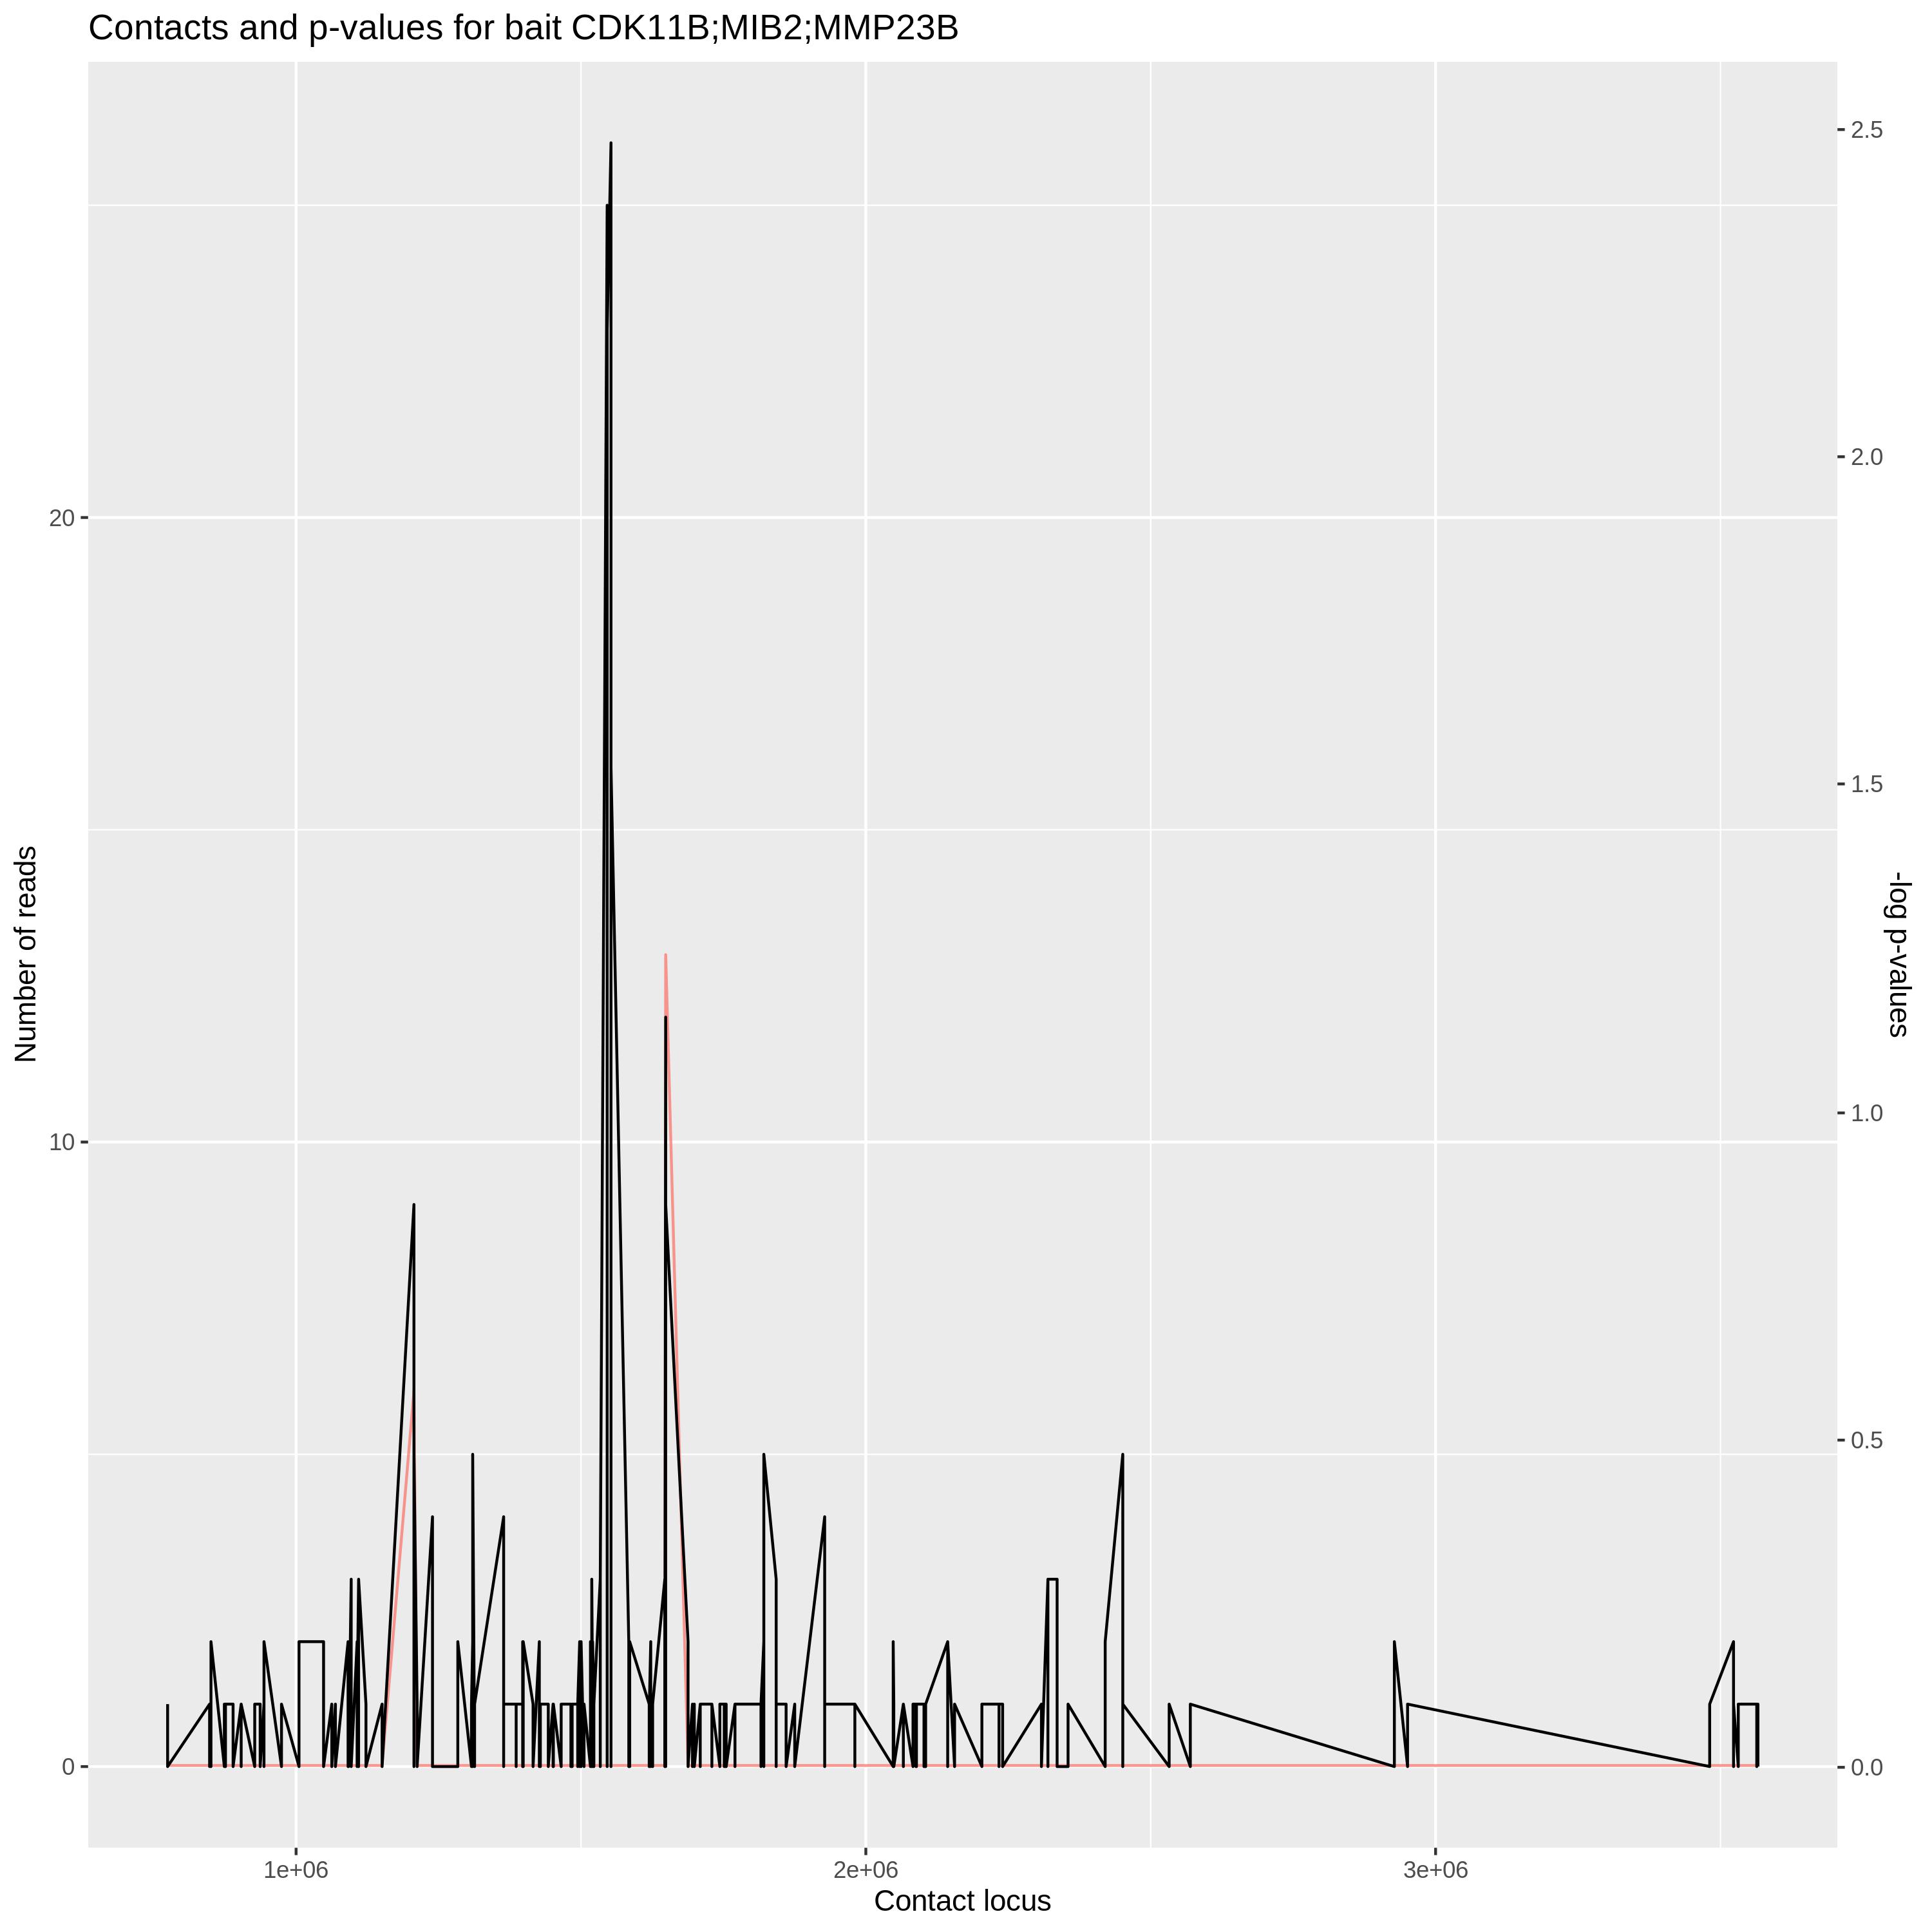 Contacts and p-values for bait CDK11B;MIB2;MMP23B
Number of reads
20
10
0
2.5
2.0
1.5
1.0
0.5
0.0
-log p-values
1e+06
2e+06
3e+06
Contact locus